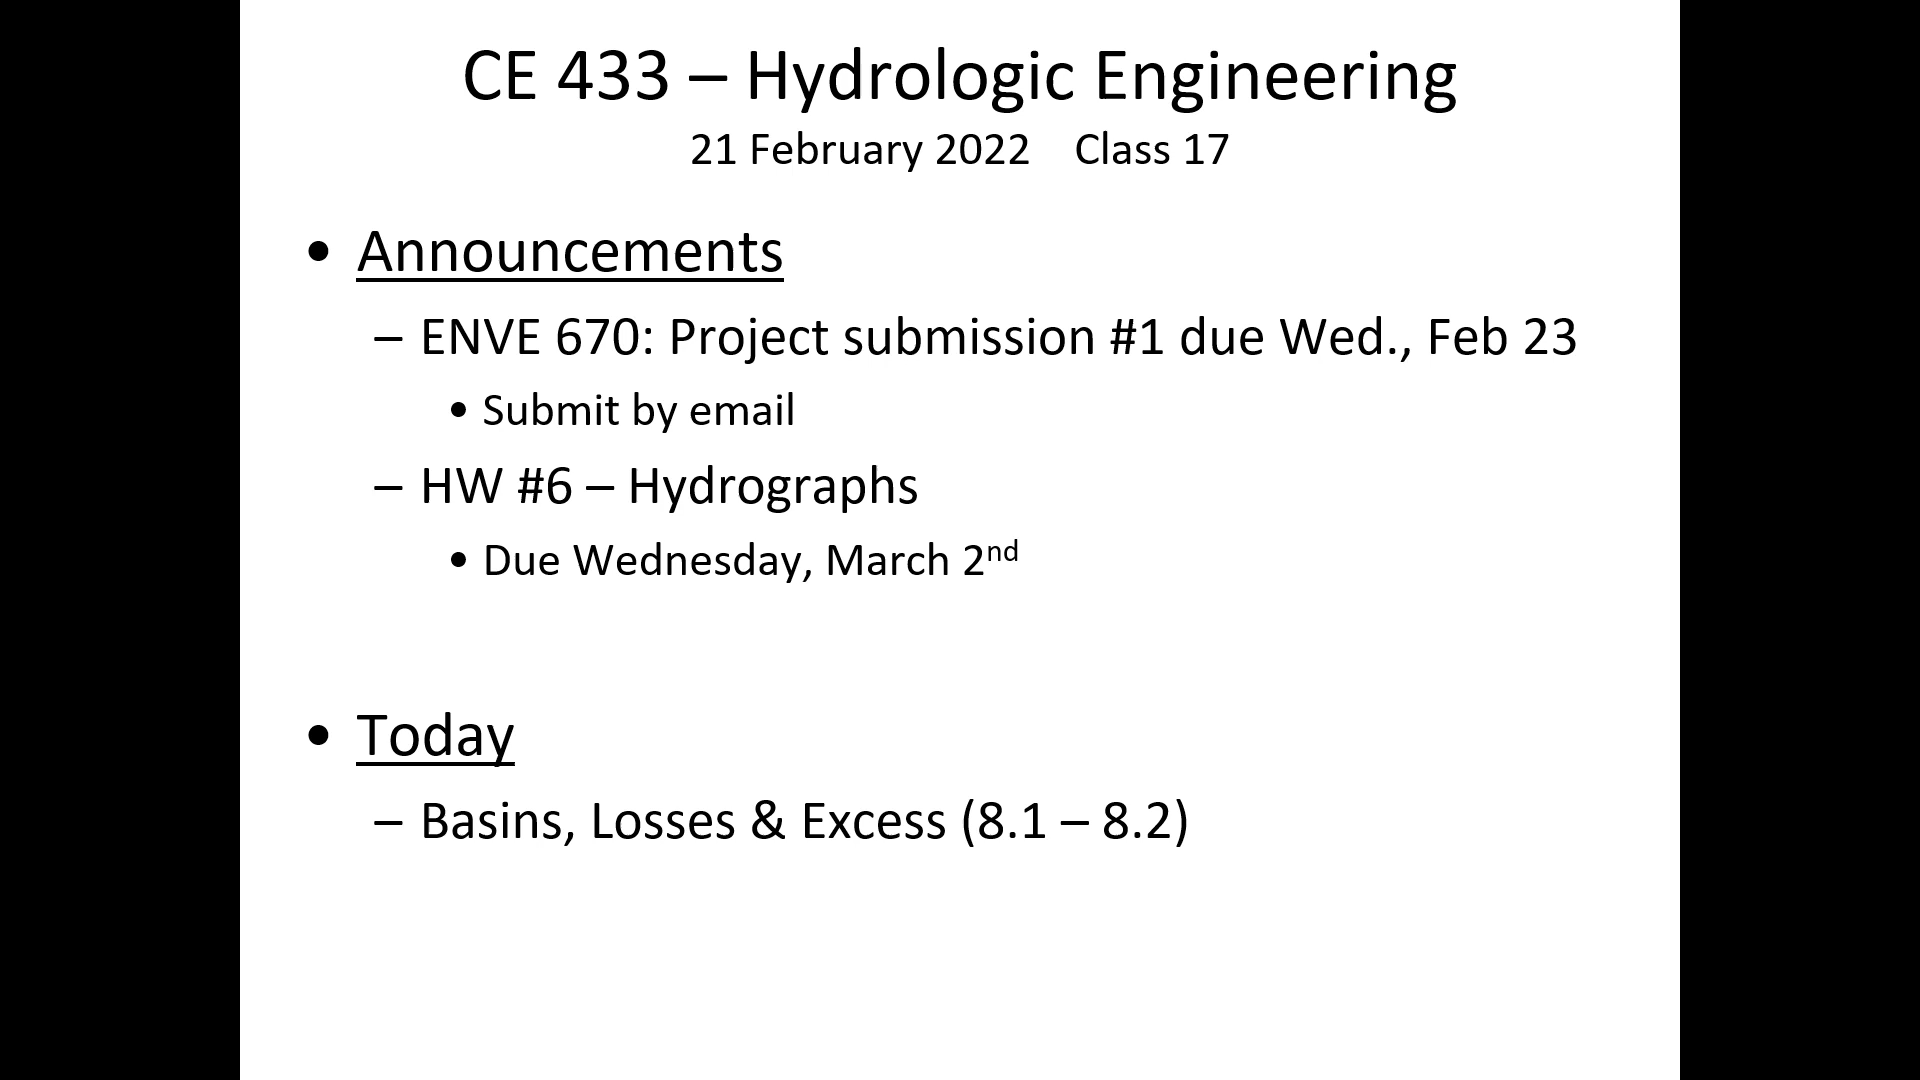 CE 433 – Hydrologic Engineering
21 February 2022 Class 17
• Announcements
– ENVE 670: Project submission #1 due Wed., Feb 23
• Submit by email
– HW #6 – Hydrographs
• Due Wednesday, March 2nd
• Today
– Basins, Losses & Excess (8.1 – 8.2)